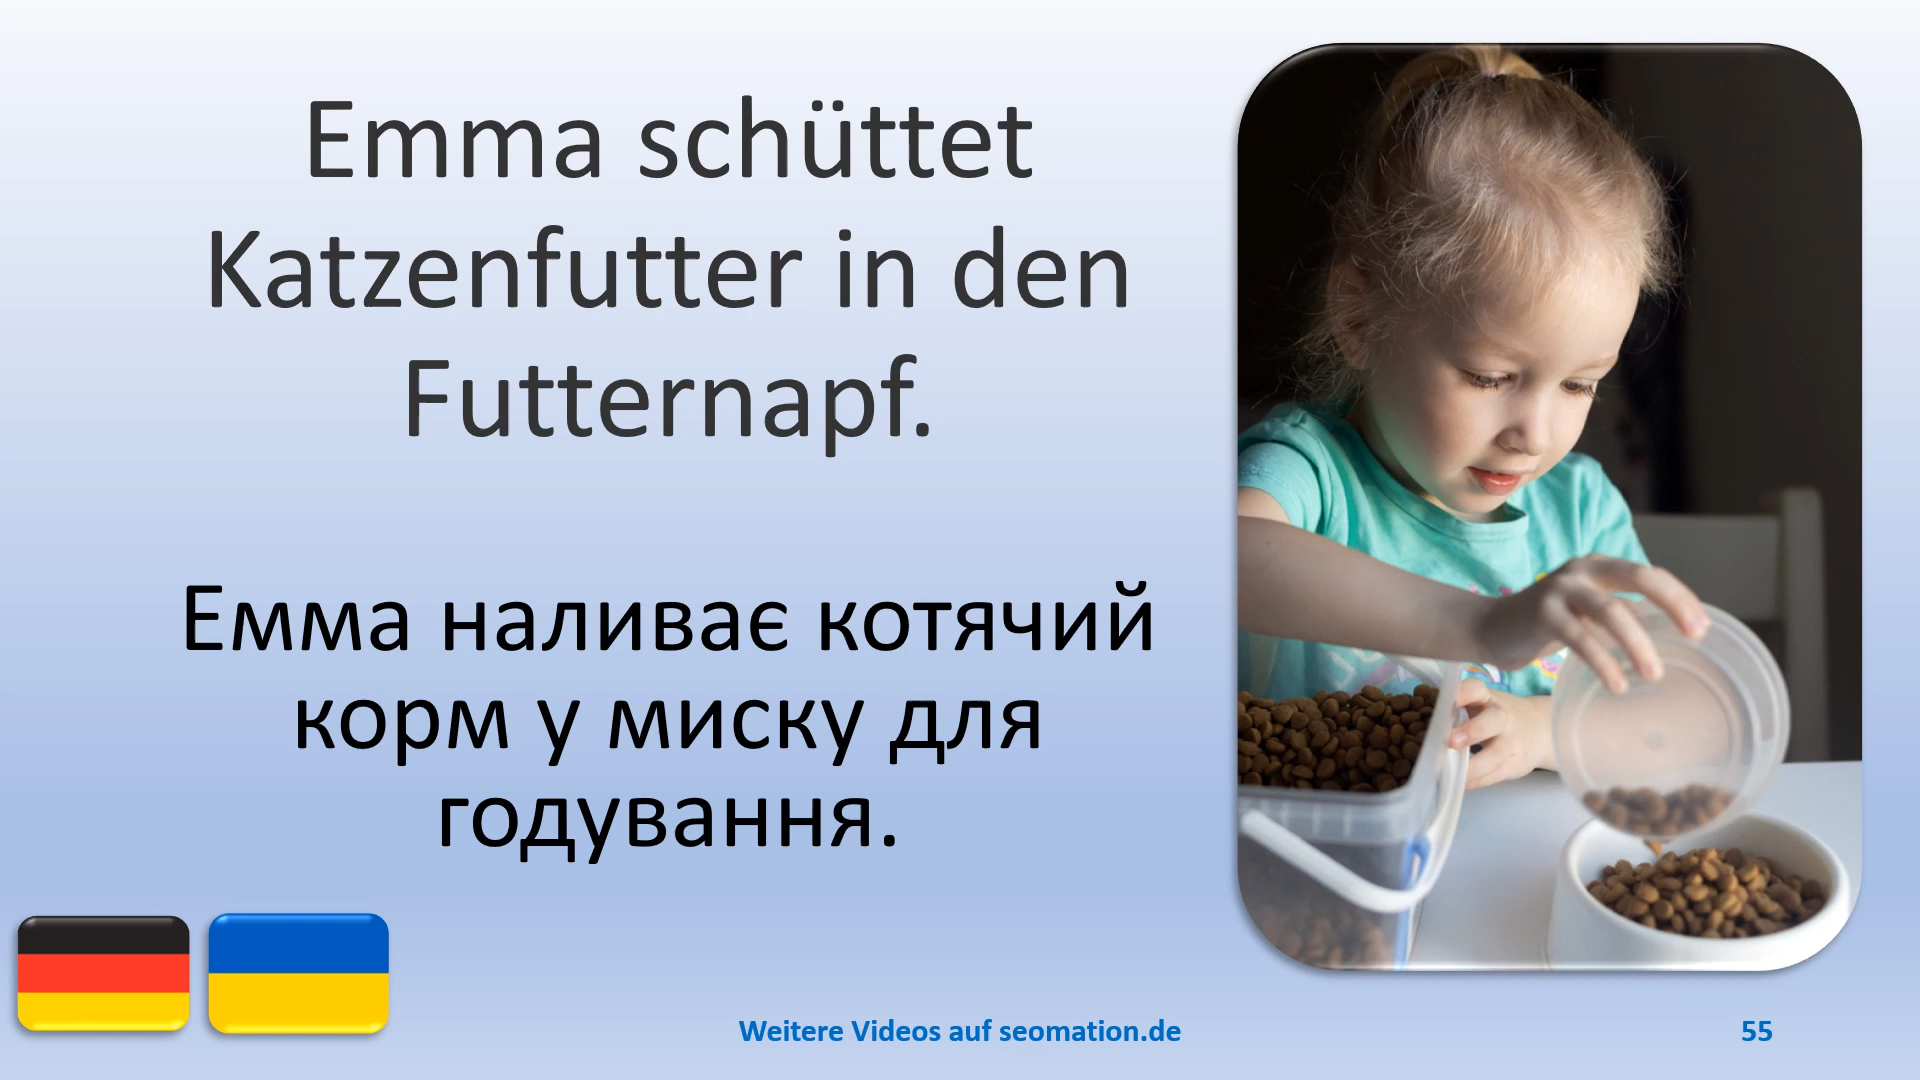 Emma schüttet
Katzenfutter in den
Futternapf.
Емма наливає котячий
корм у миску для
годування.
Weitere Videos auf seomation.de
55